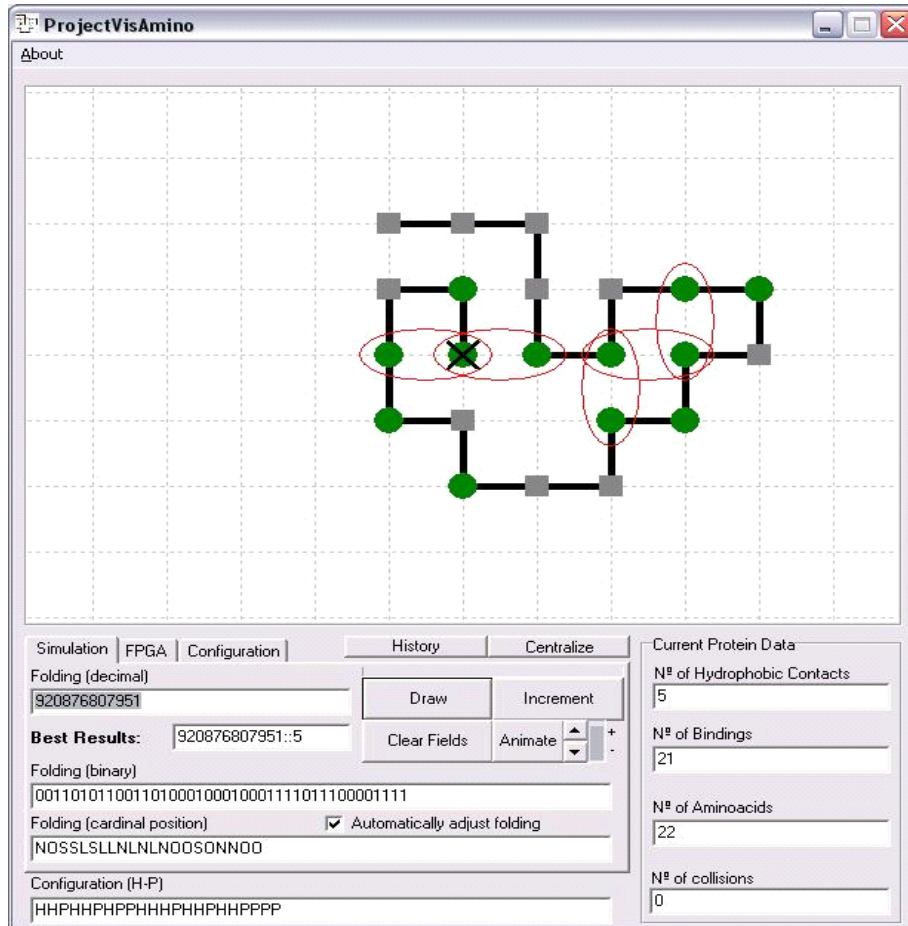 ProjectVisAmino
About
Simulation FPGA Configuration History Centralize
Folding (decimal)
920876807951
Draw Increment
Best Results: 920876807951::5
Clear Fields Animate + -
Folding (binary)
001101011001101000100010001111011100001111
Folding (cardinal position) Automatically adjust folding
NOSSLSLLNLNLNOOSONNOO
Configuration (H-P)
HHPHHPHPPHHHPHHPHHPPPP
Current Protein Data
Nº of Hydrophobic Contacts
5
Nº of Bindings
21
Nº of Aminoacids
22
Nº of collisions
0